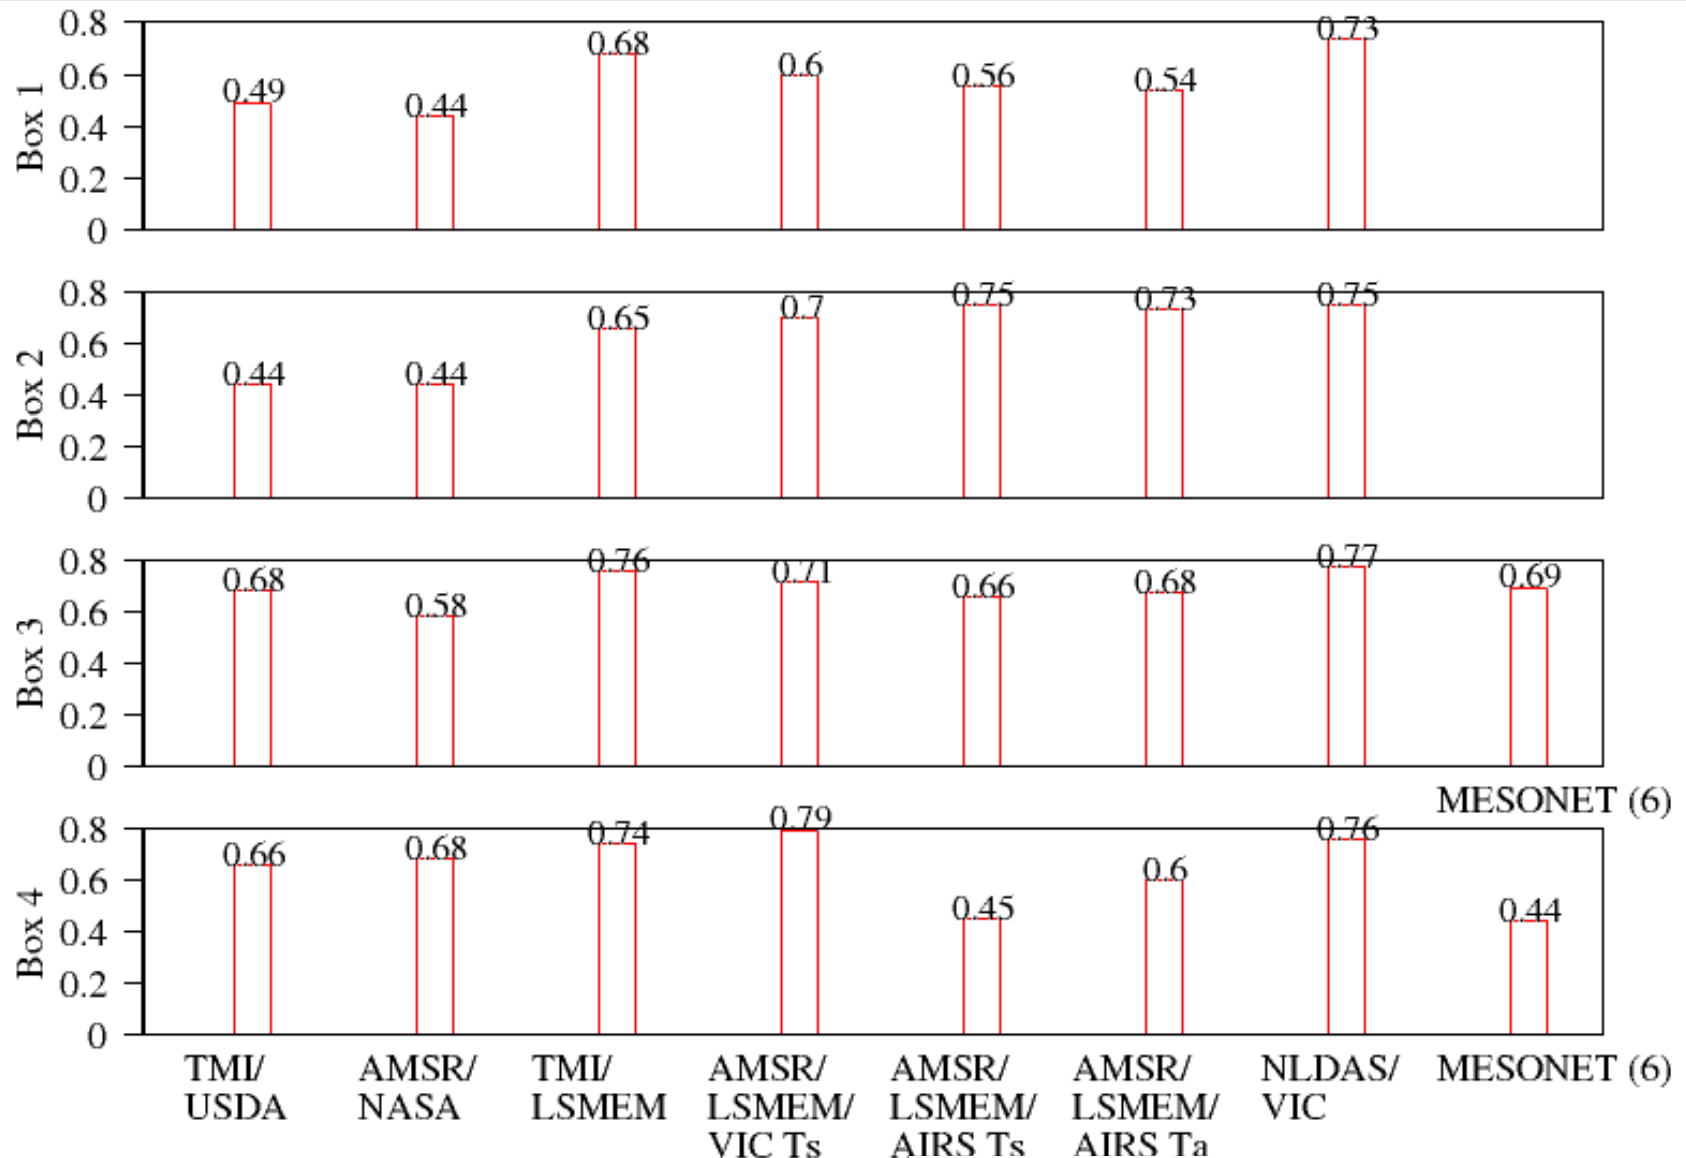 Box 1
0.8
0.6
0.4
0.2
0
0.49
0.44
0.68
0.6
0.56
0.54
0.73
Box 2
0.8
0.6
0.4
0.2
0
0.44
0.44
0.65
0.7
0.75
0.73
0.75
Box 3
0.8
0.6
0.4
0.2
0
0.68
0.58
0.76
0.71
0.66
0.68
0.77
0.69
MESONET (6)
Box 4
0.8
0.6
0.4
0.2
0
0.66
0.68
0.74
0.79
0.45
0.6
0.76
0.44
TMI/
USDA
AMSR/
NASA
TMI/
LSMEM
AMSR/
LSMEM/
VIC Ts
AMSR/
LSMEM/
AIRS Ts
AMSR/
LSMEM/
AIRS Ta
NLDAS/
VIC
MESONET (6)